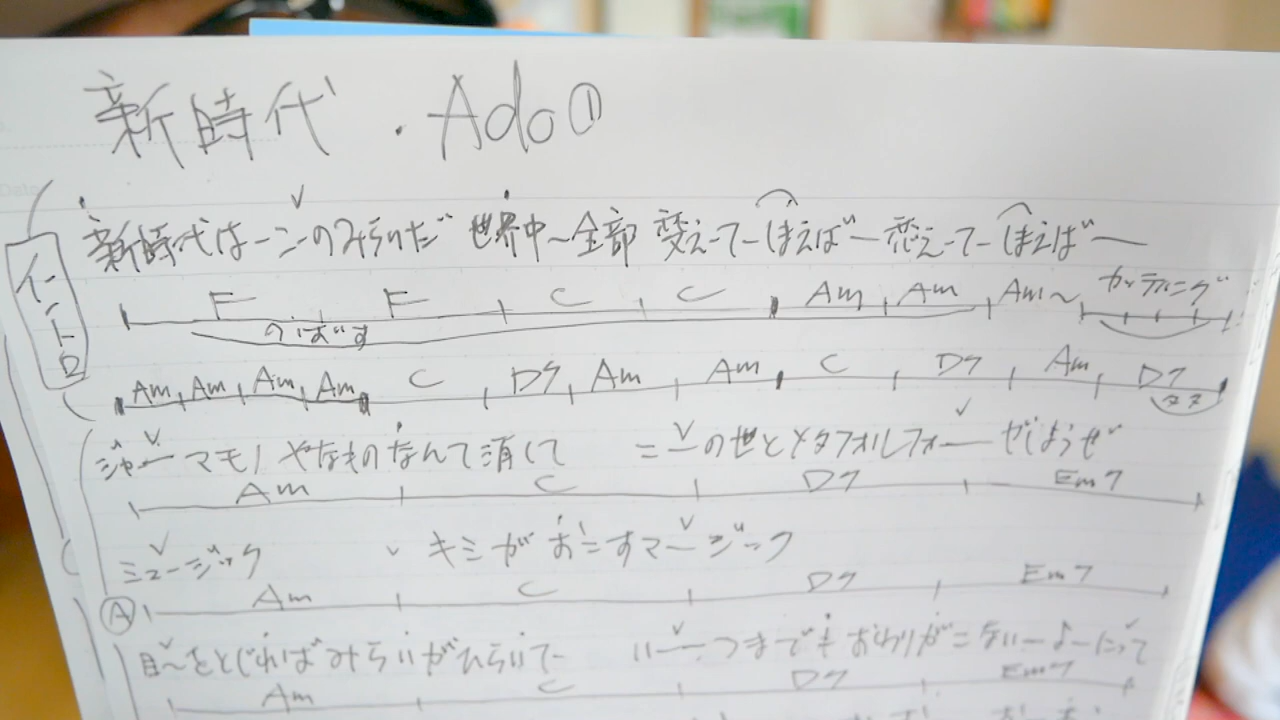 新時代・Ado①
新時代はーこのみらいだ 世界中〜全部 変えーてーしまえばー 変えーてーしまえばー
イントロ
F F C C Am Am Am〜 カッティング
Am Am Am Am C D7 Am Am C D7 Am D7
ジャーマモノ やなものなんて消して こーの世とメタフォルフォーーゼしようぜ
Am C D7 Em7
ミュージック キミがおこすマージック
Ⓐ
Am C D7 Em7
目〜をとじればみらいがひらいてー いーつまでもおわりがこないーよーにって
Am C D7 Em7